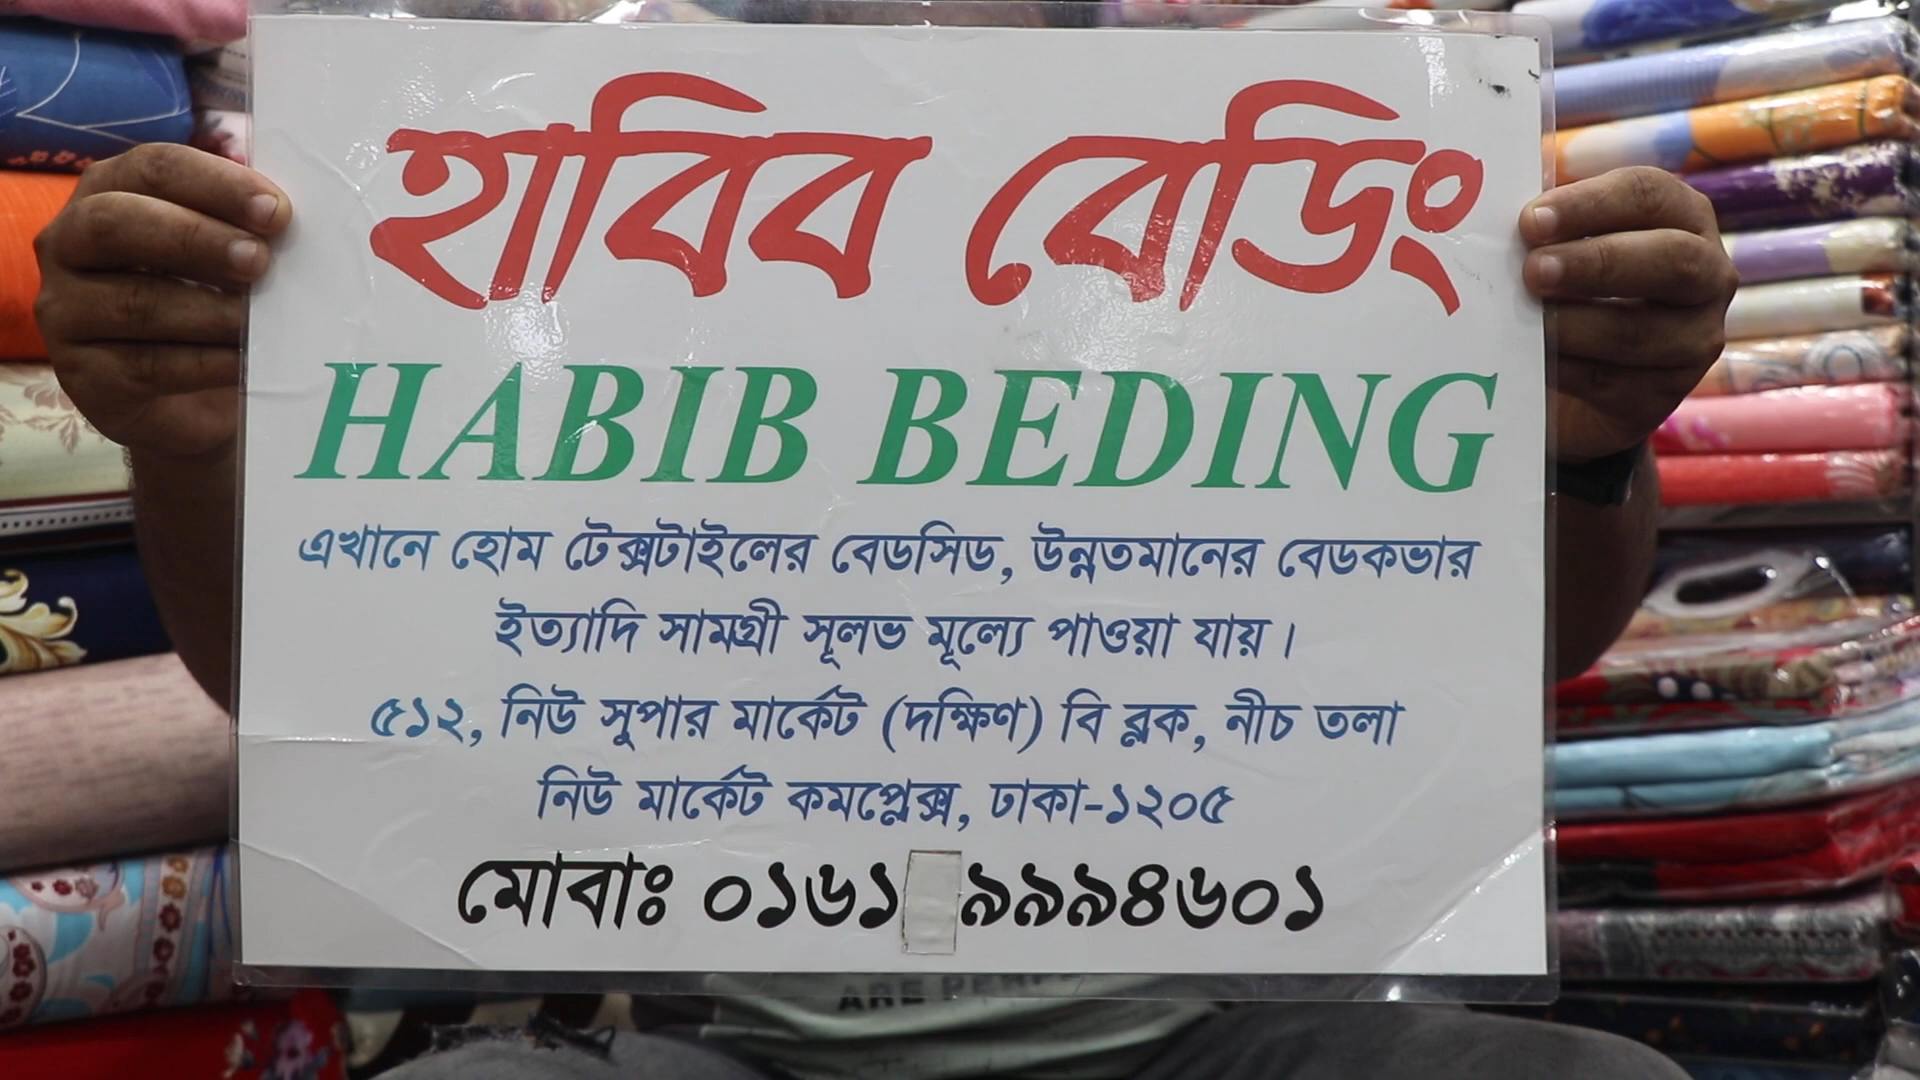 হাবিব বেডিং
HABIB BEDING
এখানে হোম টেক্সটাইলের বেডসিড, উন্নতমানের বেডকভার
ইত্যাদি সামগ্রী সূলভ মূল্যে পাওয়া যায়।
৫১২, নিউ সুপার মার্কেট (দক্ষিণ) বি ব্লক, নীচ তলা
নিউ মার্কেট কমপ্লেক্স, ঢাকা-১২০৫
মোবাঃ ০১৬১ ৯৯৯৪৬০১
ARE